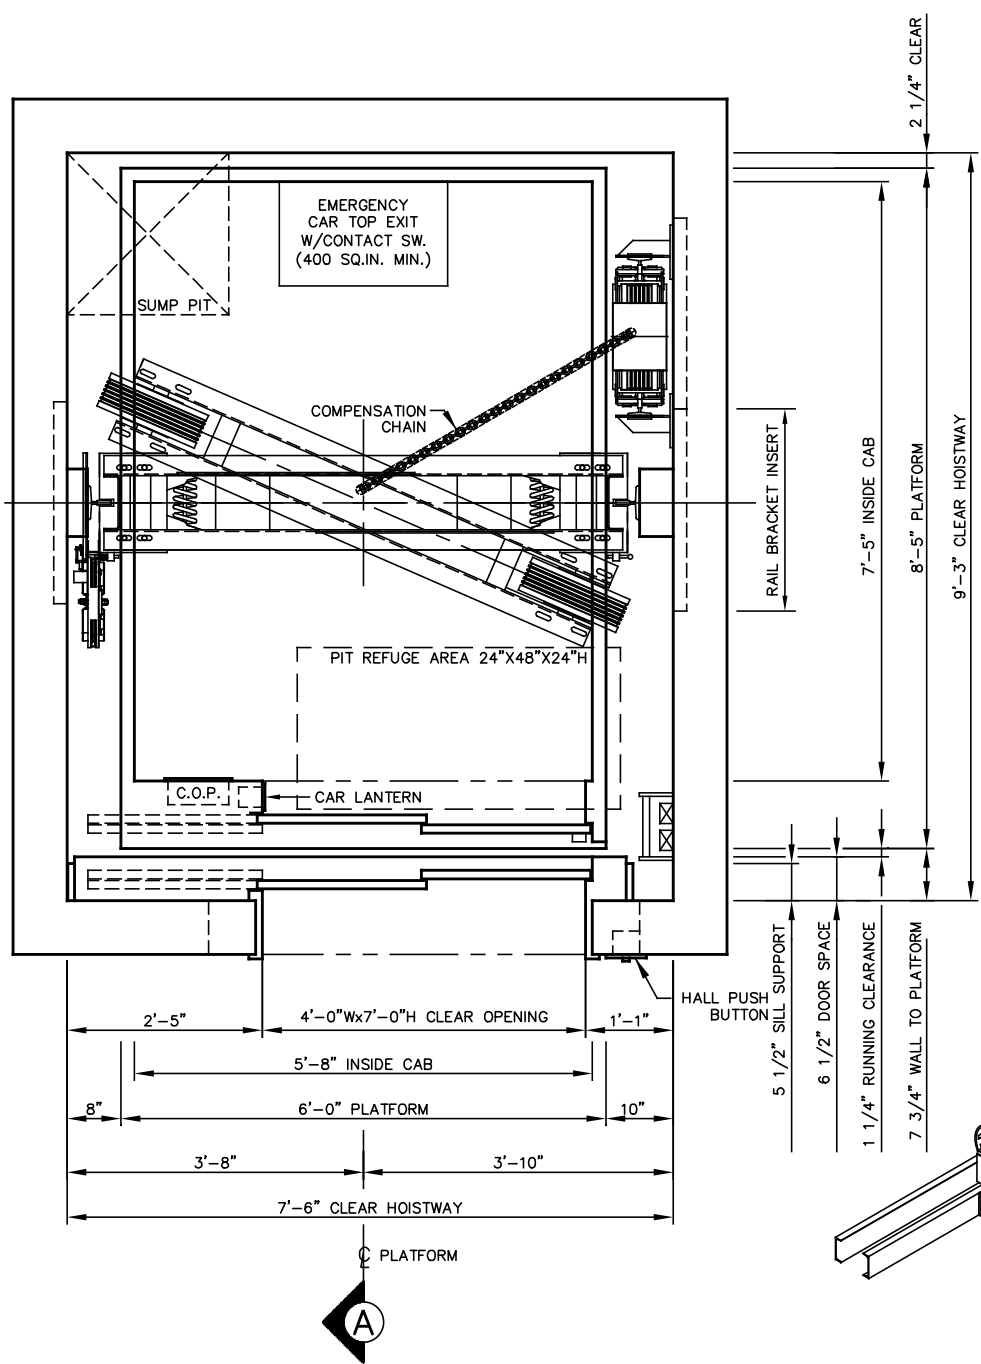 2 1/4" CLEAR
EMERGENCY
CAR TOP EXIT
W/CONTACT SW.
(400 SQ.IN. MIN.)
SUMP PIT
COMPENSATION
CHAIN
RAIL BRACKET INSERT
7'-5" INSIDE CAB
8'-5" PLATFORM
9'-3" CLEAR HOISTWAY
PIT REFUGE AREA 24"X48"X24"H
C.O.P.
CAR LANTERN
HALL PUSH
BUTTON
5 1/2" SILL SUPPORT
6 1/2" DOOR SPACE
1 1/4" RUNNING CLEARANCE
7 3/4" WALL TO PLATFORM
2'-5"
4'-0"Wx7'-0"H CLEAR OPENING
1'-1"
5'-8" INSIDE CAB
8"
6'-0" PLATFORM
10"
3'-8"
3'-10"
7'-6" CLEAR HOISTWAY
℄ PLATFORM
A